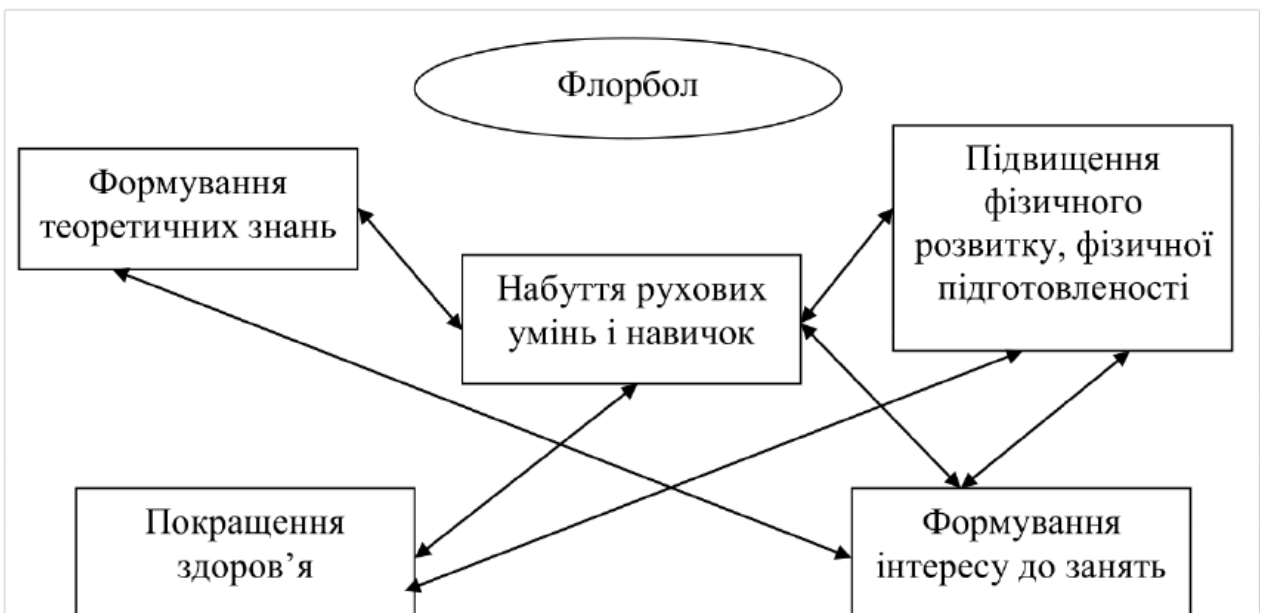 Флорбол
Формування
теоретичних знань
Підвищення
фізичного
розвитку, фізичної
підготовленості
Набуття рухових
умінь і навичок
Покращення
здоров’я
Формування
інтересу до занять